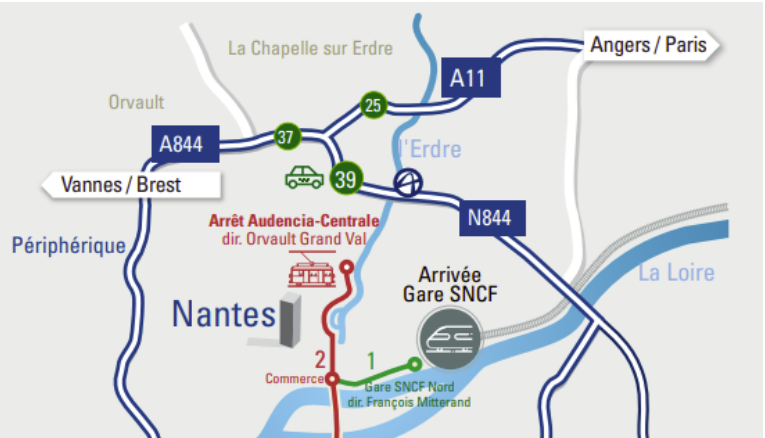 La Chapelle sur Erdre
Angers / Paris
A11
Orvault
25
37
A844
l'Erdre
39
Vannes / Brest
N844
Arrêt Audencia-Centrale
dir. Orvault Grand Val
Périphérique
Arrivée
Gare SNCF
La Loire
Nantes
2
1
Commerce
Gare SNCF Nord
dir. François Mitterand